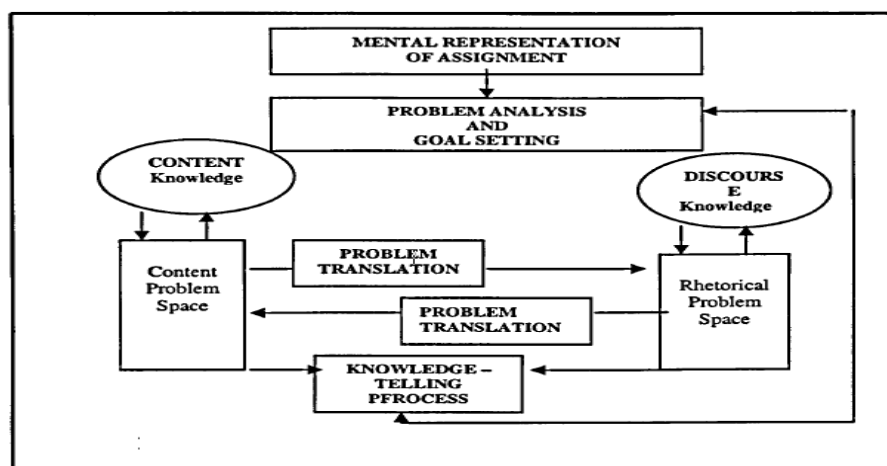 MENTAL REPRESENTATION
OF ASSIGNMENT
PROBLEM ANALYSIS
AND
GOAL SETTING
CONTENT
Knowledge
DISCOURS
E
Knowledge
PROBLEM
TRANSLATION
Content
Problem
Space
Rhetorical
Problem
Space
PROBLEM
TRANSLATION
KNOWLEDGE –
TELLING
PFROCESS